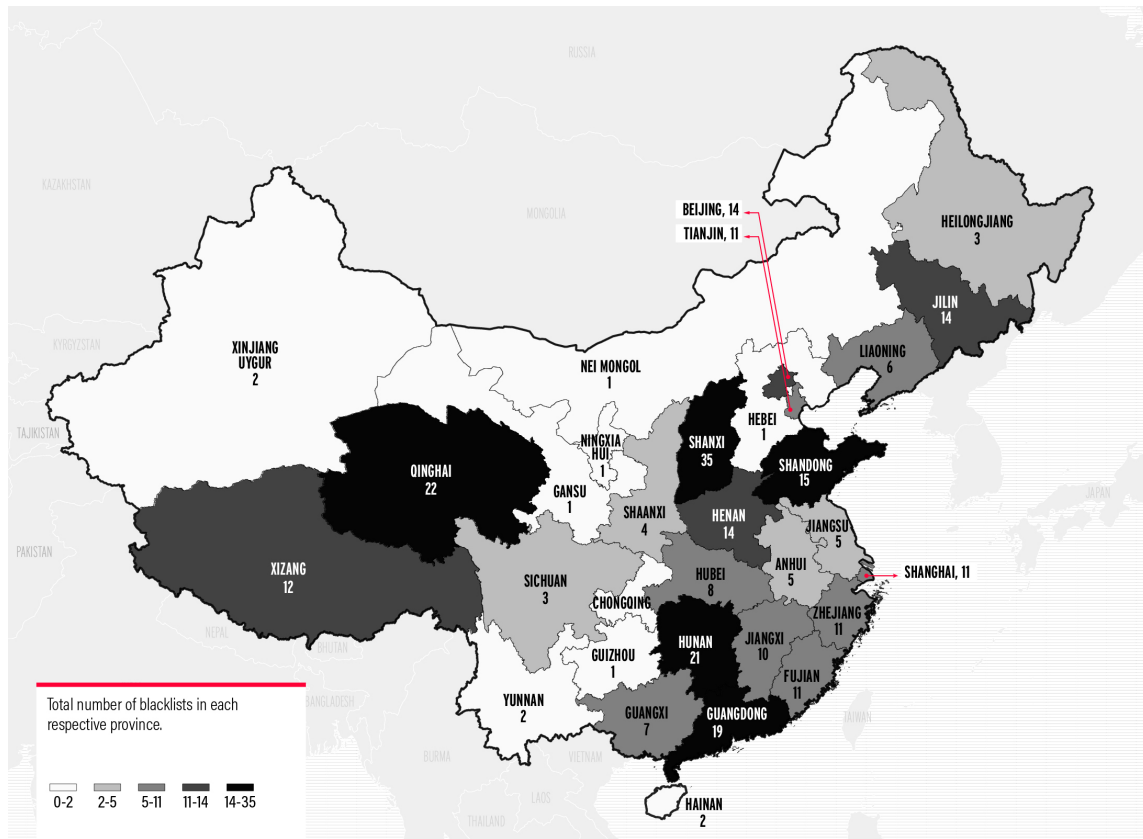 RUSSIA
KAZAKHSTAN
MONGOLIA
BEIJING, 14
TIANJIN, 11
HEILONGJIANG
3
JILIN
14
LIAONING
6
KYRGYZSTAN
XINJIANG
UYGUR
2
NEI MONGOL
1
TAJIKISTAN
HEBEI
1
NINGXIA
HUI
1
SHANXI
35
QINGHAI
22
SHANDONG
15
GANSU
1
JAPAN
SHAANXI
4
HENAN
14
JIANGSU
5
PAKISTAN
ANHUI
5
XIZANG
12
HUBEI
8
SHANGHAI, 11
SICHUAN
3
CHONGQING
ZHEJIANG
11
NEPAL
BHUTAN
JIANGXI
10
HUNAN
21
GUIZHOU
1
FUJIAN
11
YUNNAN
2
BANGLADESH
GUANGXI
7
GUANGDONG
19
TAIWAN
BURMA
VIETNAM
LAOS
THAILAND
HAINAN
2
Total number of blacklists in each
respective province.
0-2 2-5 5-11 11-14 14-35